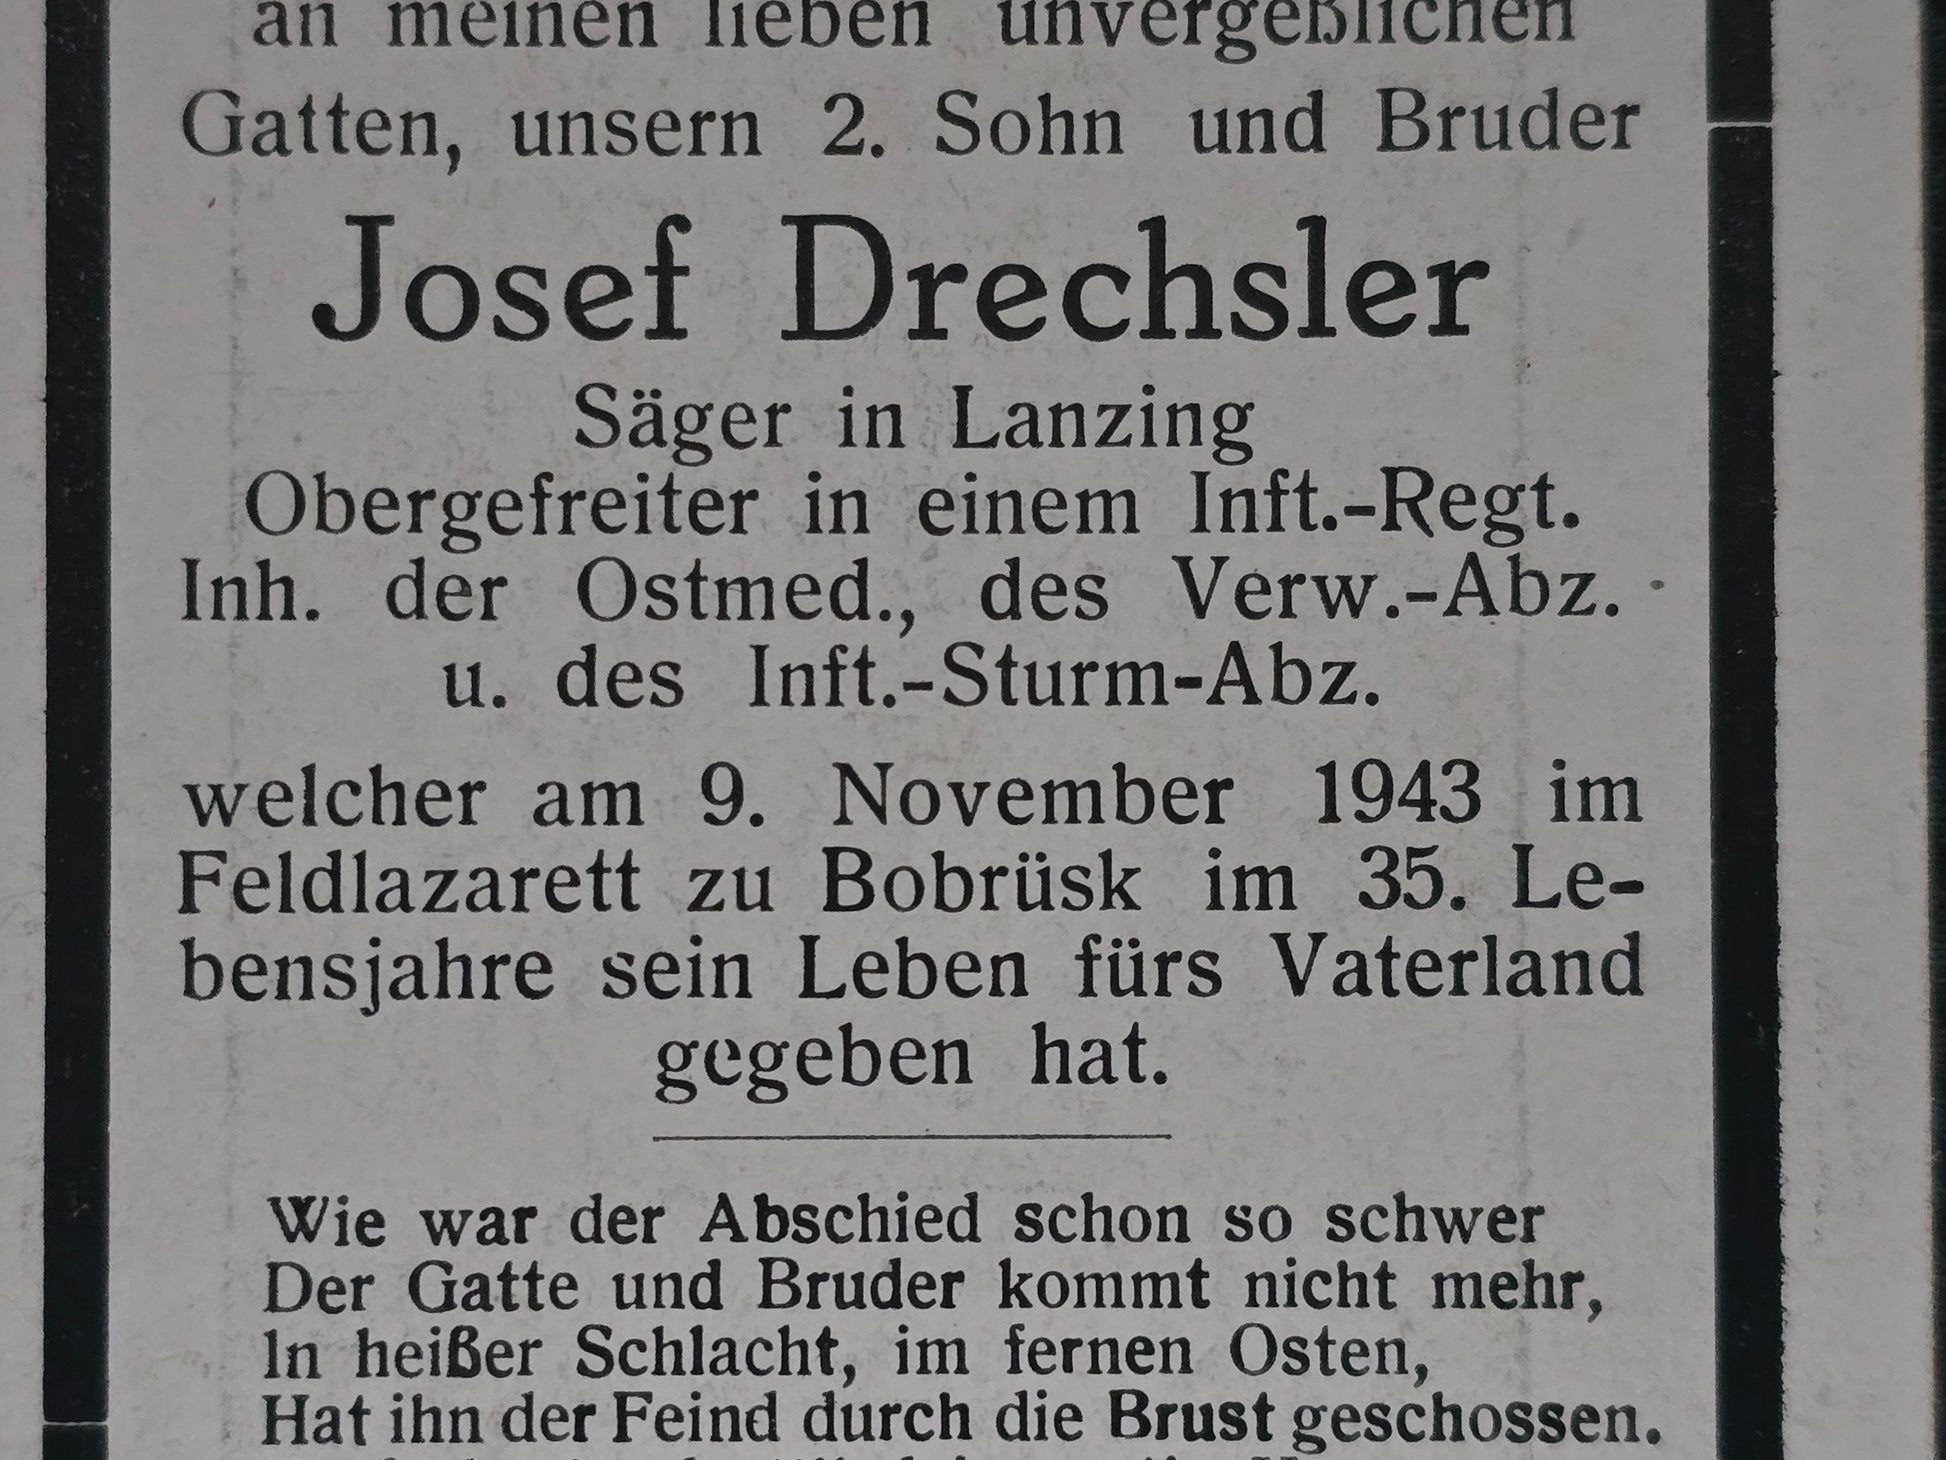 an meinen lieben unvergeßlichen
Gatten, unsern 2. Sohn und Bruder
Josef Drechsler
Säger in Lanzing
Obergefreiter in einem Inft.-Regt.
Inh. der Ostmed., des Verw.-Abz.
u. des Inft.-Sturm-Abz.
welcher am 9. November 1943 im
Feldlazarett zu Bobrüsk im 35. Le-
bensjahre sein Leben fürs Vaterland
gegeben hat.
Wie war der Abschied schon so schwer
Der Gatte und Bruder kommt nicht mehr,
In heißer Schlacht, im fernen Osten,
Hat ihn der Feind durch die Brust geschossen.